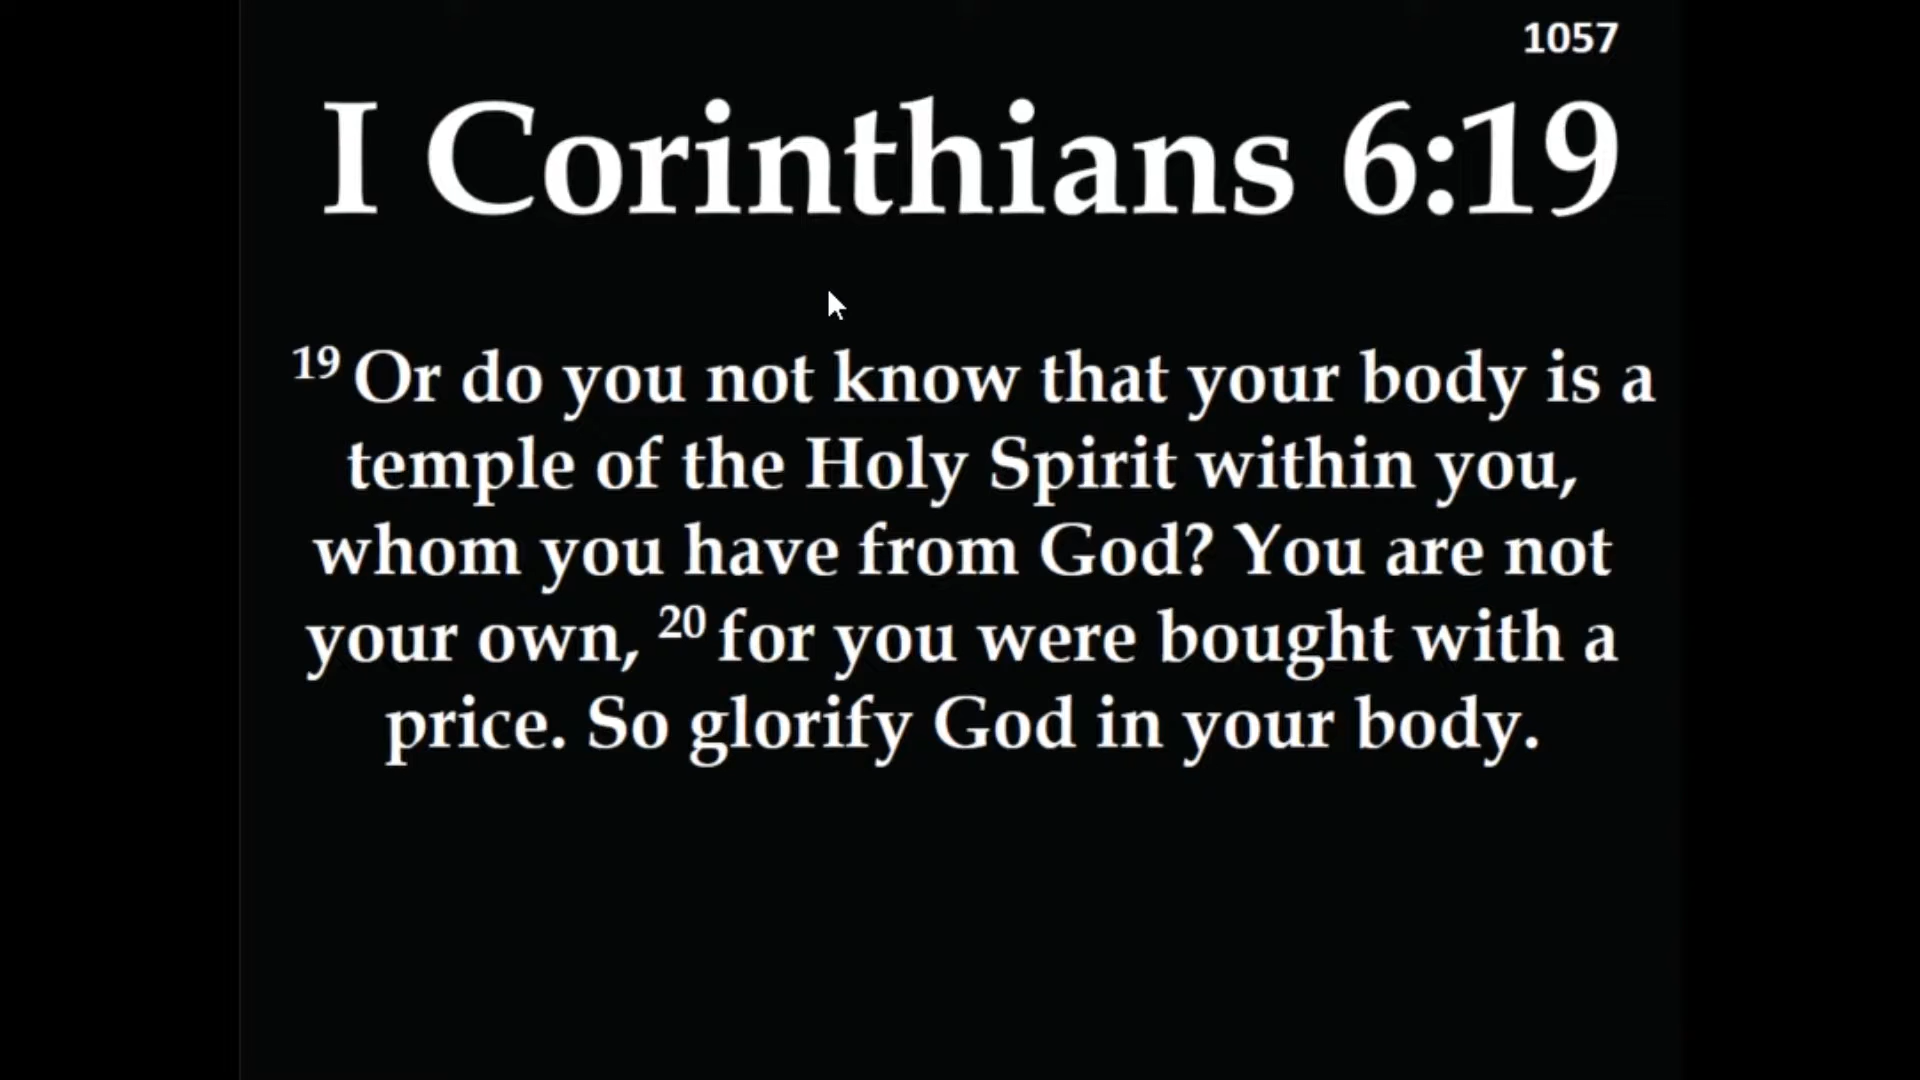 1057
I Corinthians 6:19
19 Or do you not know that your body is a
temple of the Holy Spirit within you,
whom you have from God? You are not
your own, 20 for you were bought with a
price. So glorify God in your body.